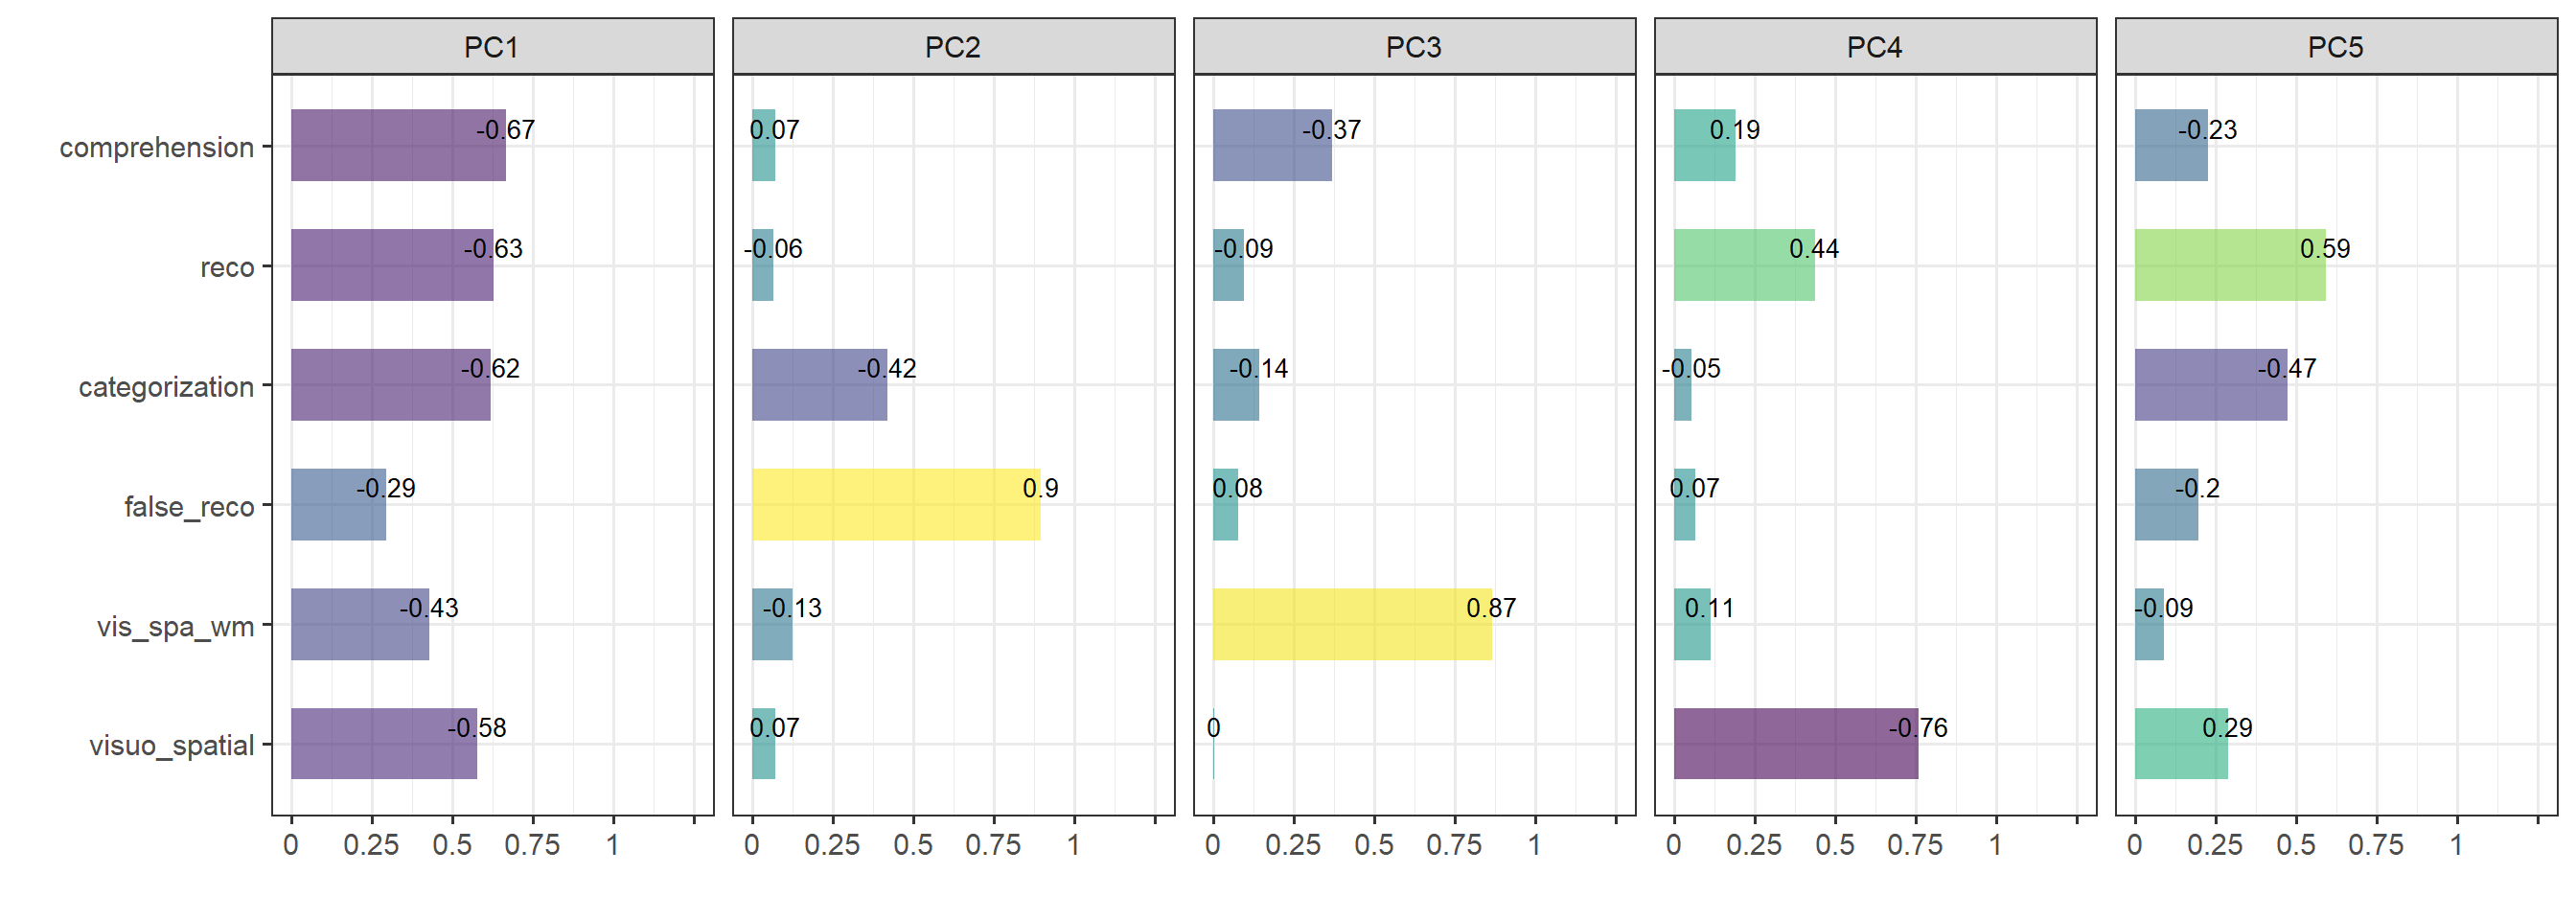 PC1 PC2 PC3 PC4 PC5
comprehension -0.67 0.07 -0.37 0.19 -0.23
reco -0.63 -0.06 -0.09 0.44 0.59
categorization -0.62 -0.42 -0.14 -0.05 -0.47
false_reco -0.29 0.9 0.08 0.07 -0.2
vis_spa_wm -0.43 -0.13 0.87 0.11 -0.09
visuo_spatial -0.58 0.07 0 -0.76 0.29
0 0.25 0.5 0.75 1 0 0.25 0.5 0.75 1 0 0.25 0.5 0.75 1 0 0.25 0.5 0.75 1 0 0.25 0.5 0.75 1